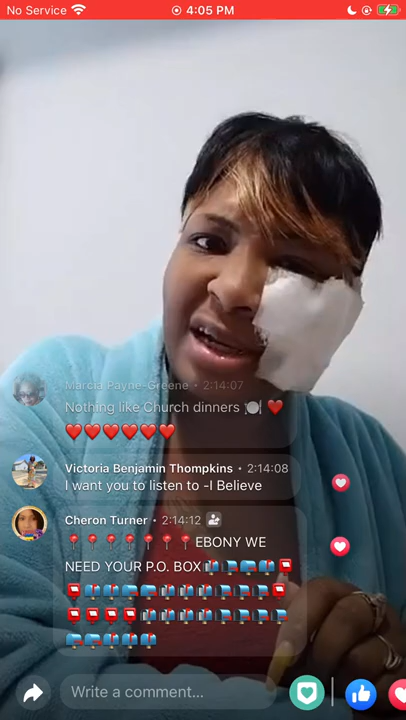 No Service 4:05 PM
Marcia Payne-Greene • 2:14:07
Nothing like Church dinners 🍽️ ❤️
❤️❤️❤️❤️❤️❤️
Victoria Benjamin Thompkins • 2:14:08
I want you to listen to -I Believe
Cheron Turner • 2:14:12
📍📍📍📍📍📍EBONY WE
NEED YOUR P.O. BOX
Write a comment...